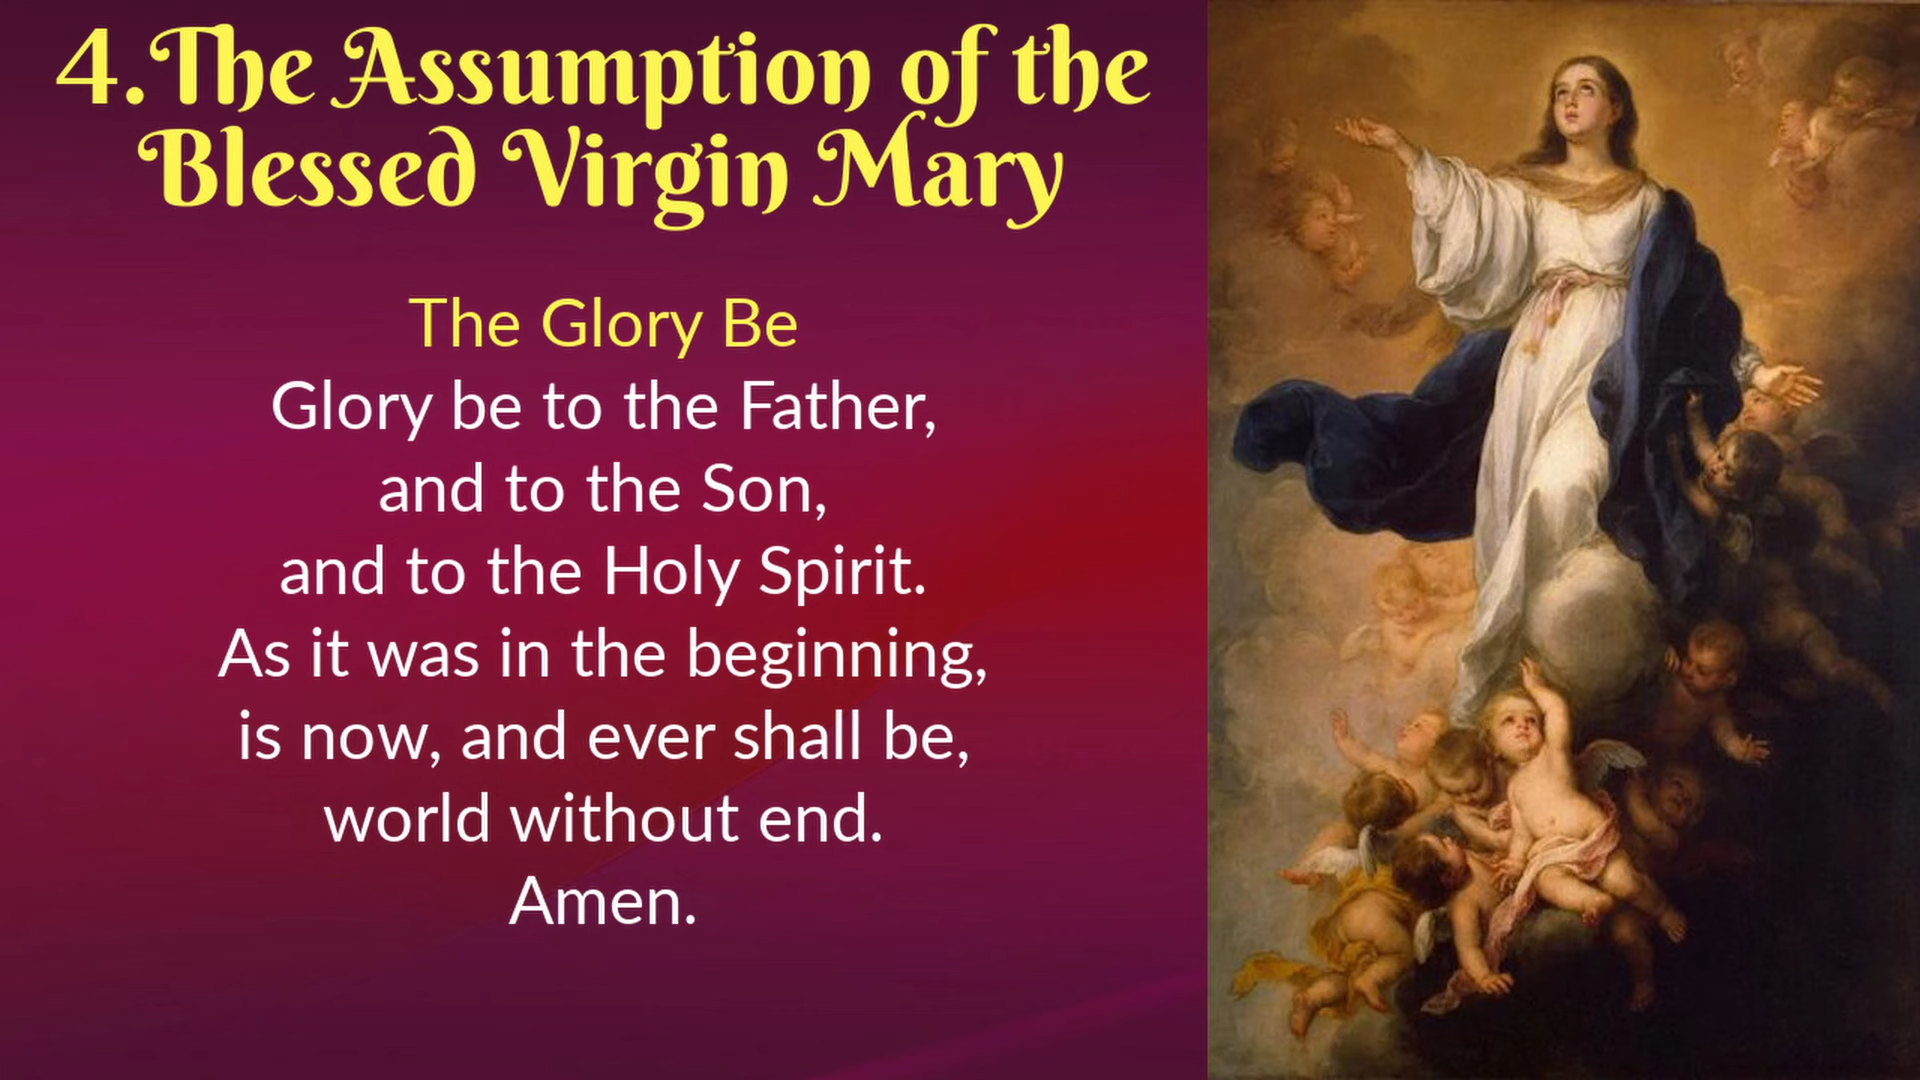 4.The Assumption of the
Blessed Virgin Mary
The Glory Be
Glory be to the Father,
and to the Son,
and to the Holy Spirit.
As it was in the beginning,
is now, and ever shall be,
world without end.
Amen.